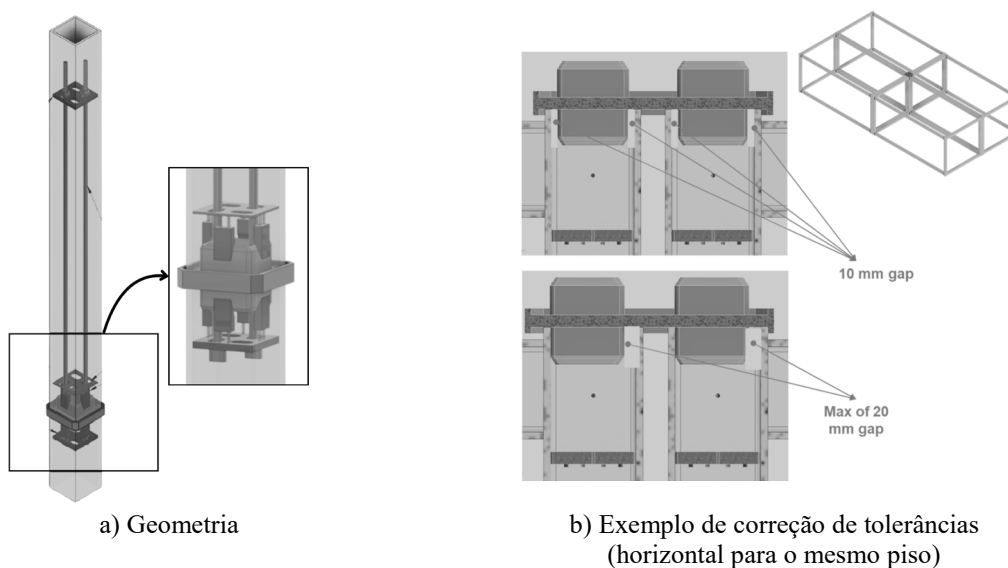 10 mm gap
Max of 20
mm gap
a) Geometria
b) Exemplo de correção de tolerâncias
(horizontal para o mesmo piso)